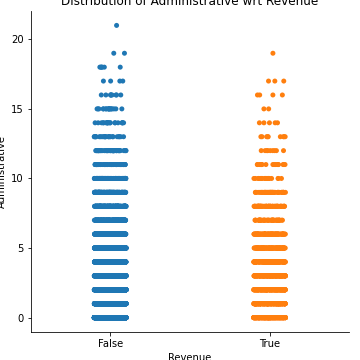 Distribution of Administrative wrt Revenue
20
15
10
5
0
Administrative
False True
Revenue